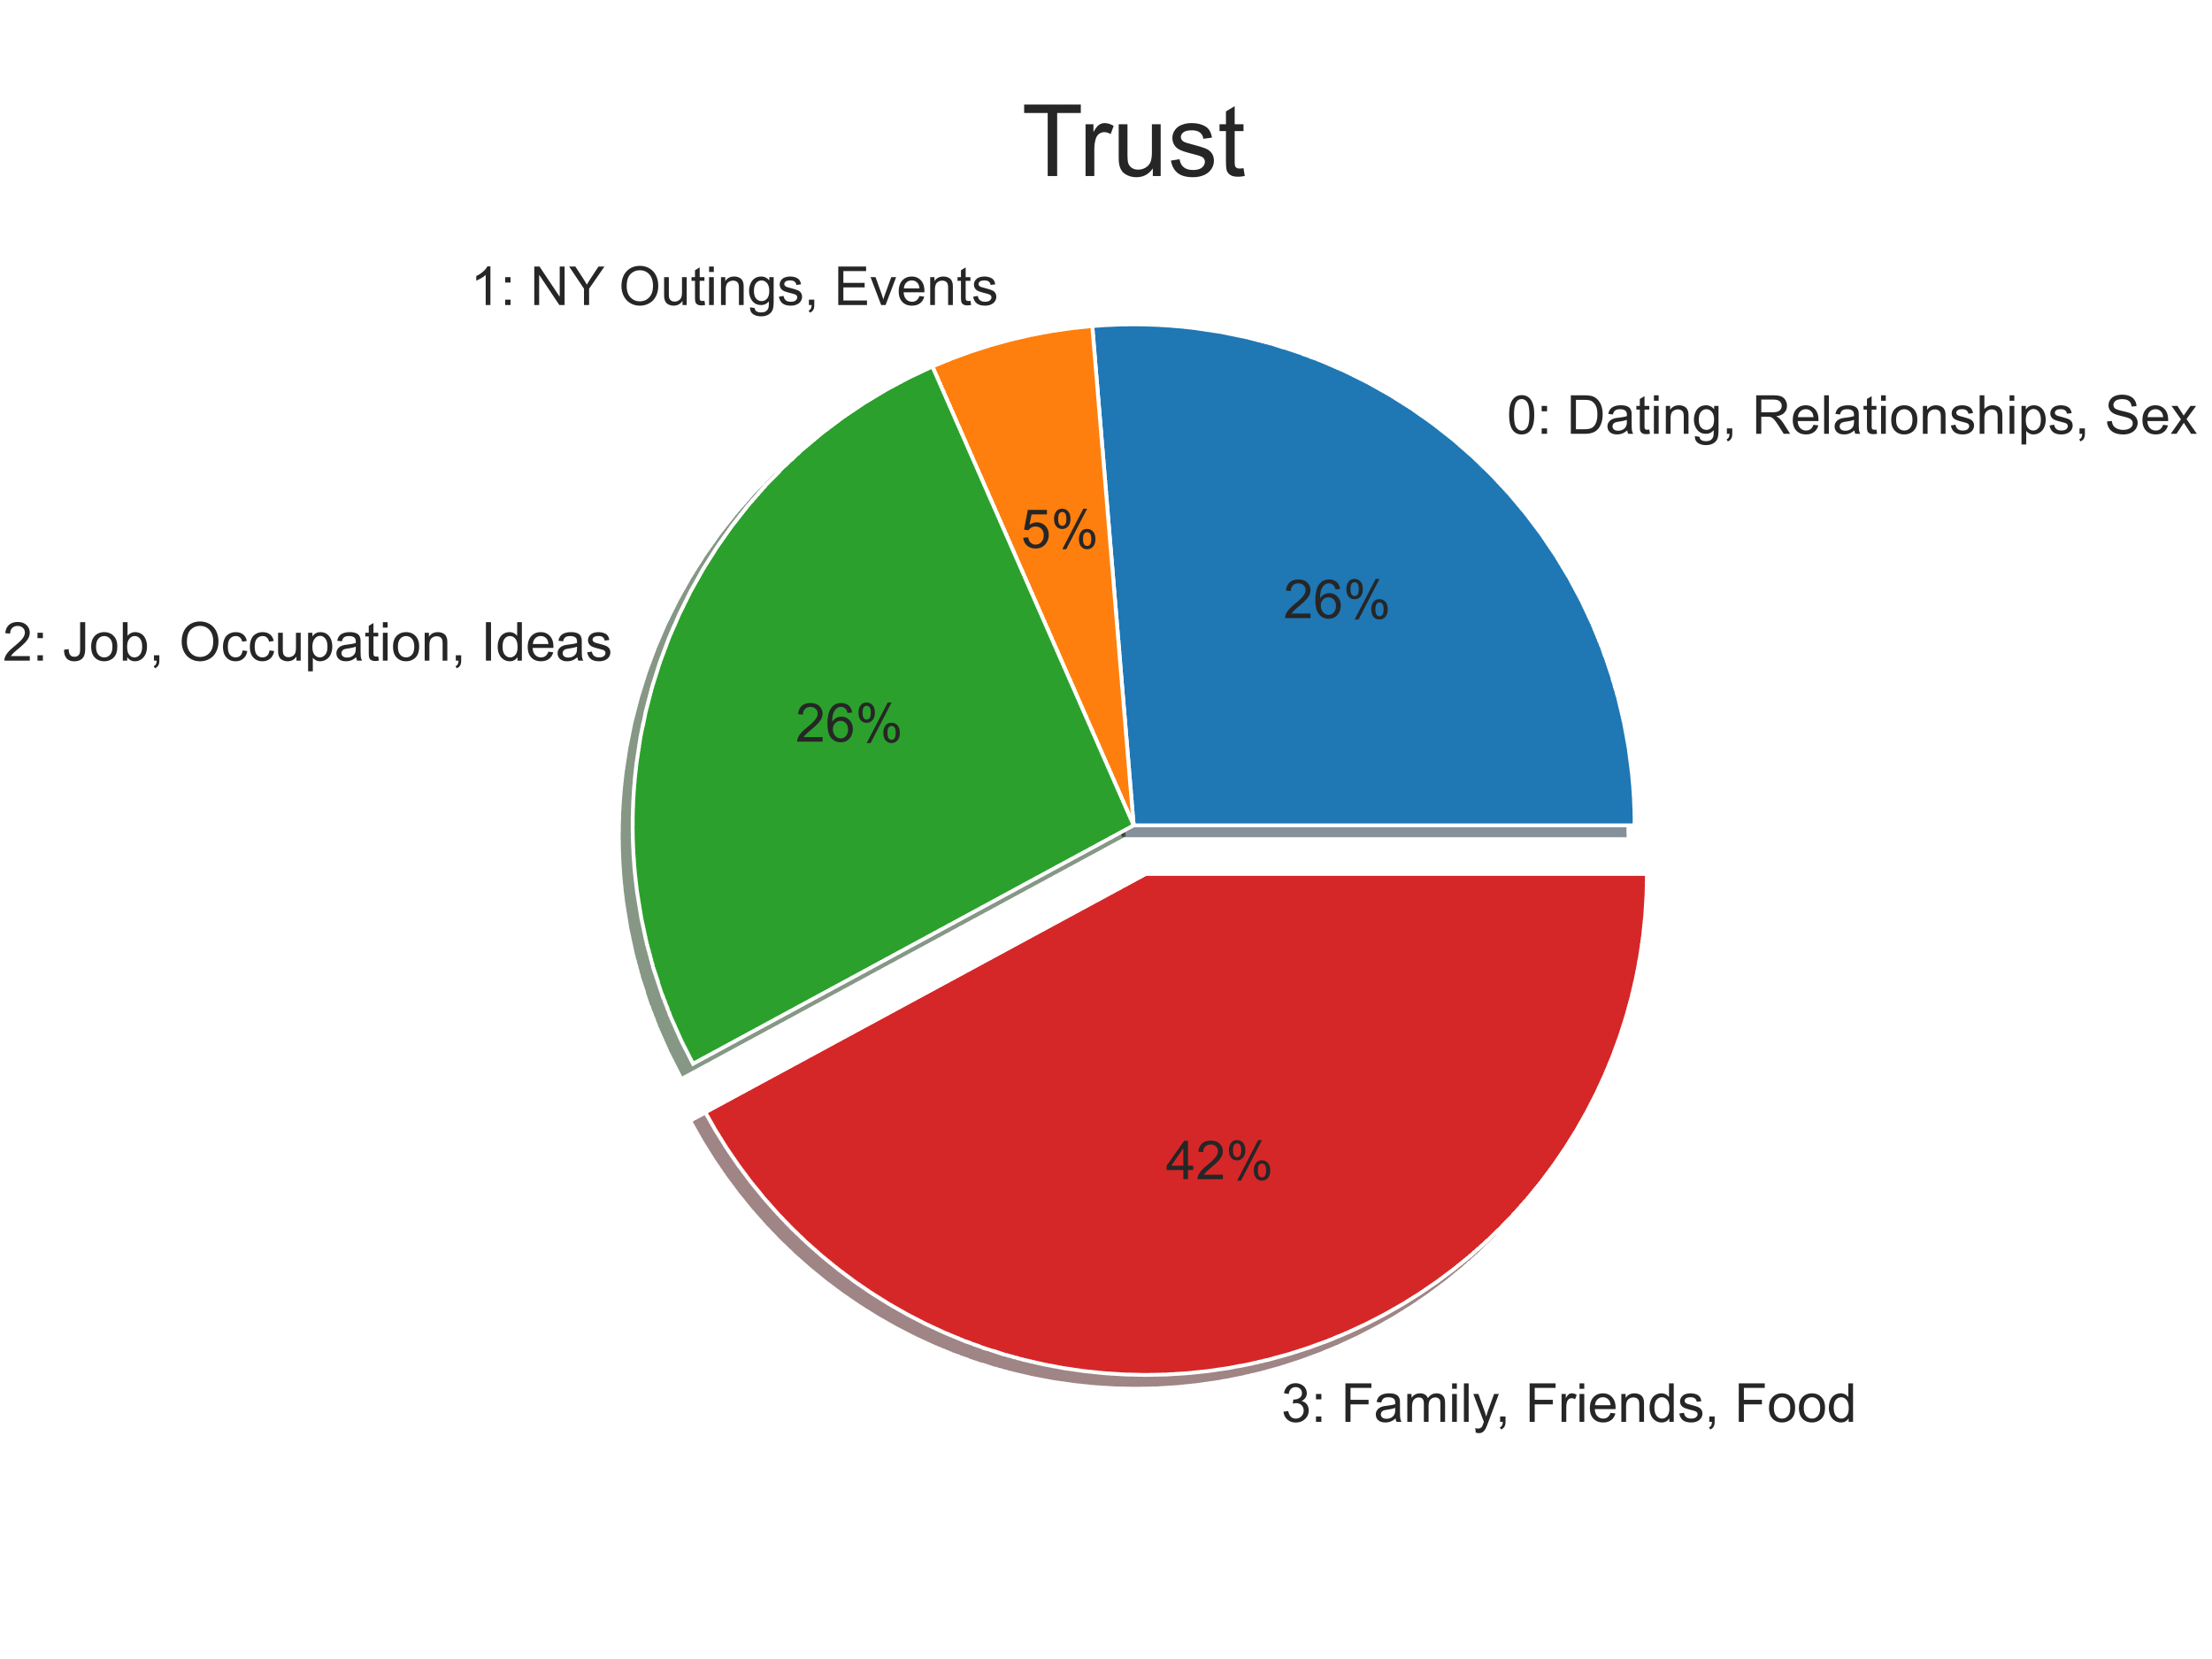 Trust
1: NY Outings, Events
0: Dating, Relationships, Sex
5%
26%
2: Job, Occupation, Ideas
26%
42%
3: Family, Friends, Food